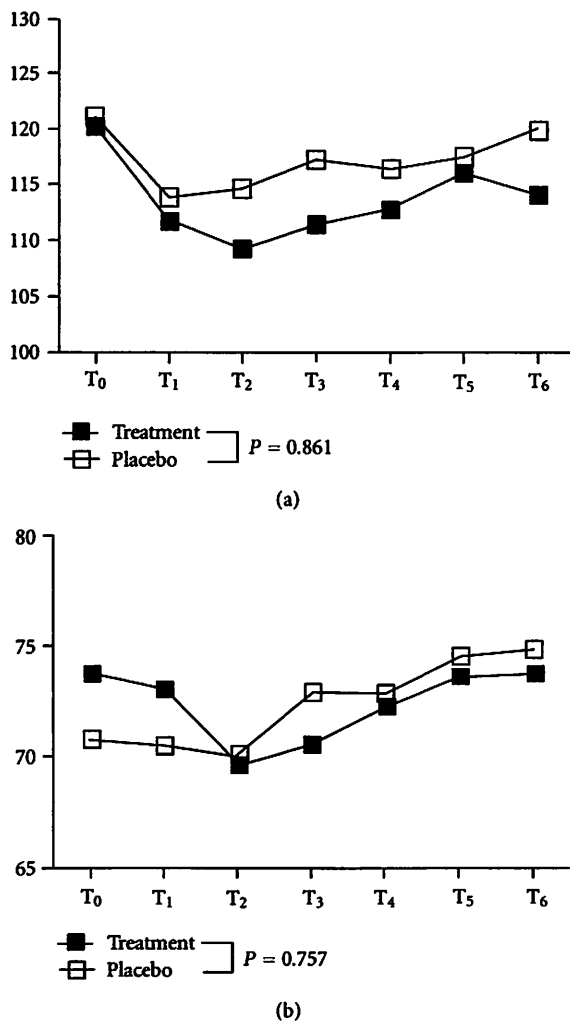 130
125
120
115
110
105
100
T0 T1 T2 T3 T4 T5 T6
Treatment
Placebo
P = 0.861
(a)
80
75
70
65
T0 T1 T2 T3 T4 T5 T6
Treatment
Placebo
P = 0.757
(b)